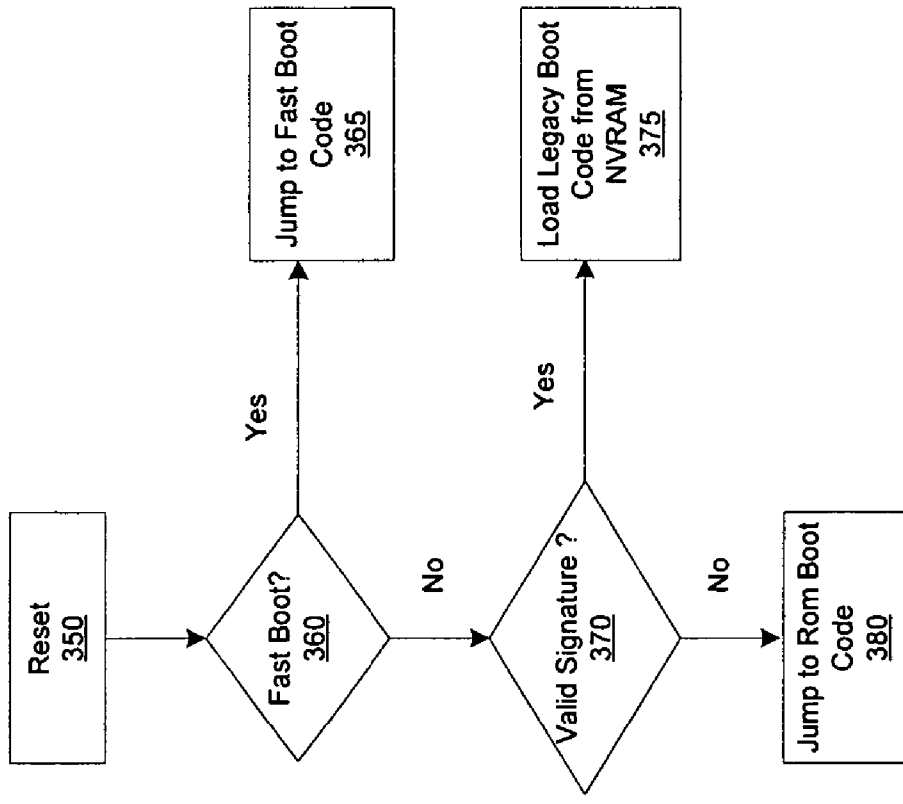 Reset
350
Fast Boot?
360
Yes
Jump to Fast Boot
Code
365
No
Valid Signature ?
370
Yes
Load Legacy Boot
Code from
NVRAM
375
No
Jump to Rom Boot
Code
380